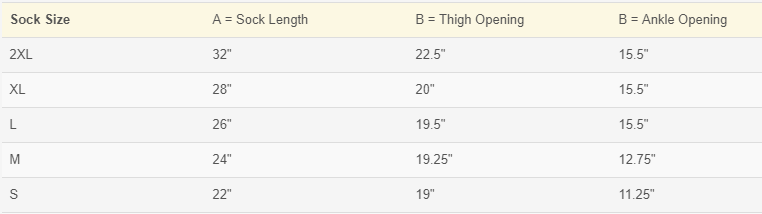 Sock Size A = Sock Length B = Thigh Opening B = Ankle Opening
2XL 32" 22.5" 15.5"
XL 28" 20" 15.5"
L 26" 19.5" 15.5"
M 24" 19.25" 12.75"
S 22" 19" 11.25"